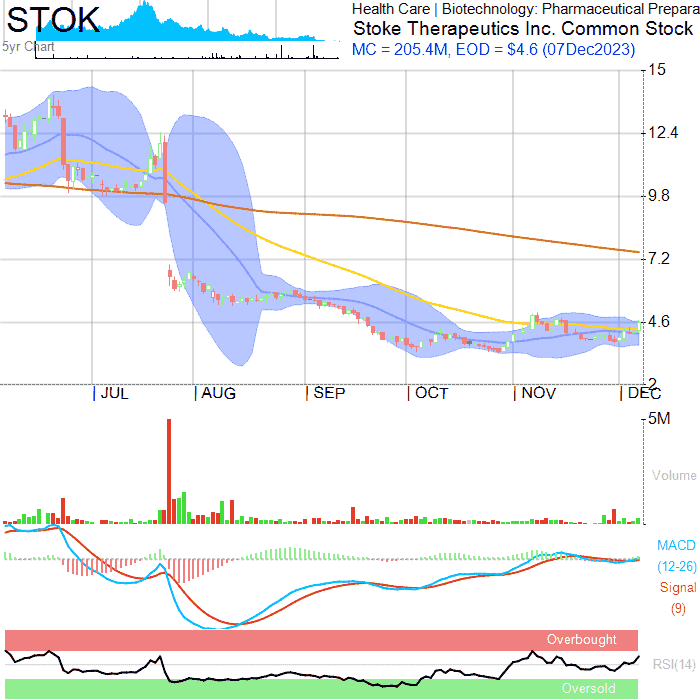 STOK
5yr Chart
Health Care | Biotechnology: Pharmaceutical Prepara
Stoke Therapeutics Inc. Common Stock
MC = 205.4M, EOD = $4.6 (07Dec2023)
15
12.4
9.8
7.2
4.6
2
JUL AUG SEP OCT NOV DEC
5M
Volume
MACD
(12-26)
Signal
(9)
Overbought
RSI(14)
Oversold